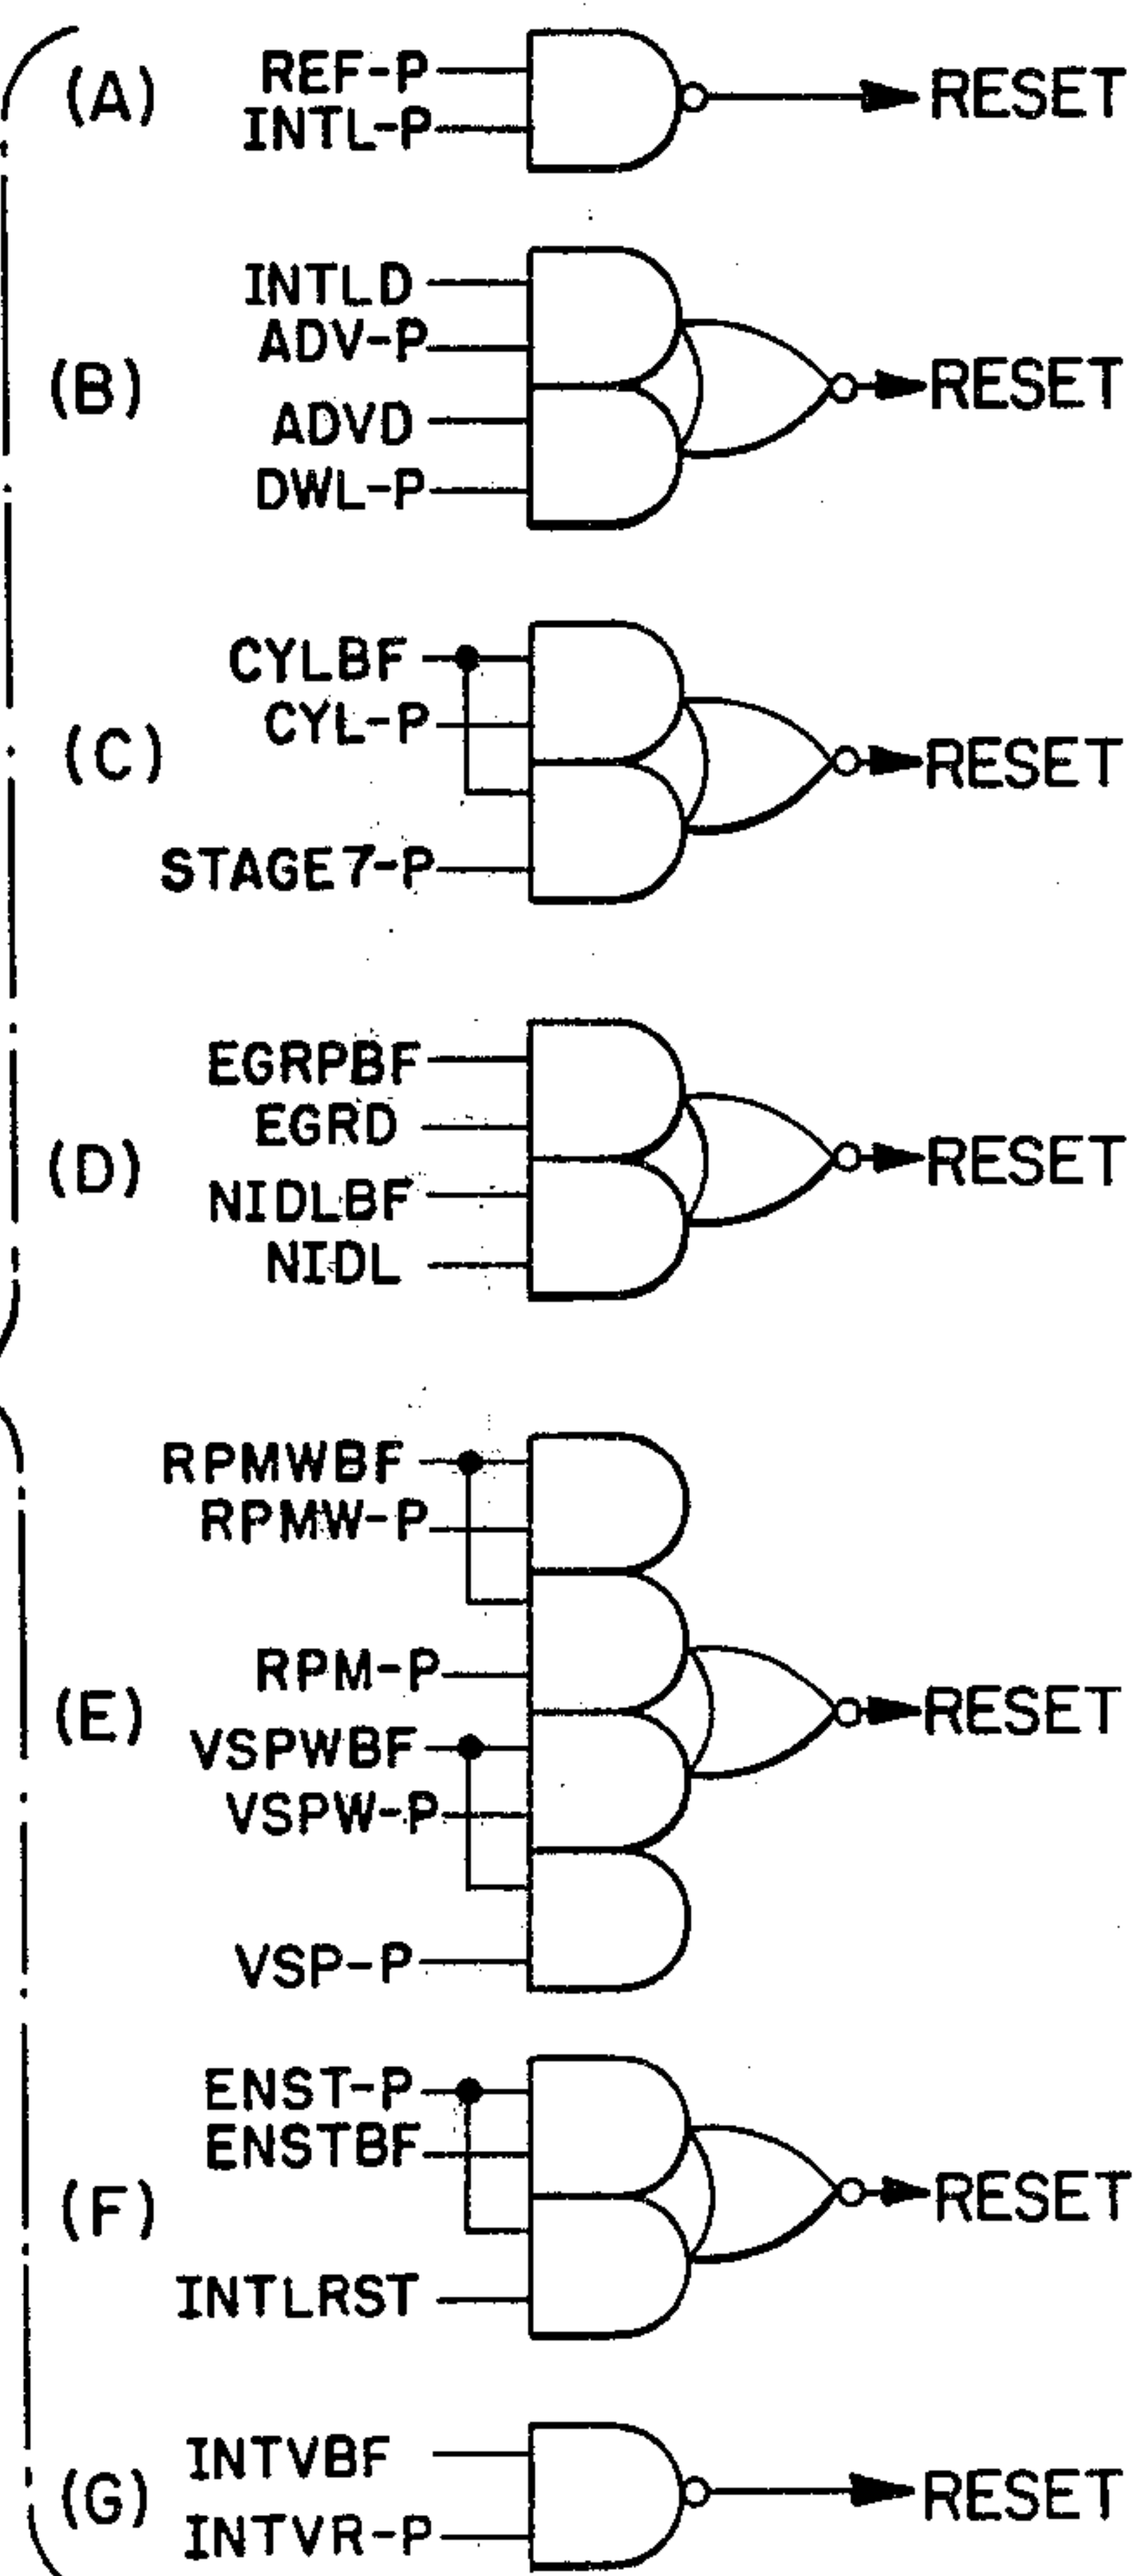 (A)
REF-P
INTL-P
RESET
(B)
INTLD
ADV-P
ADVD
DWL-P
RESET
(C)
CYLBF
CYL-P
STAGE7-P
RESET
(D)
EGRPBF
EGRD
NIDLBF
NIDL
RESET
(E)
RPMWBF
RPMW-P
RPM-P
VSPWBF
VSPW-P
VSP-P
RESET
(F)
ENST-P
ENSTBF
INTLRST
RESET
(G)
INTVBF
INTVR-P
RESET